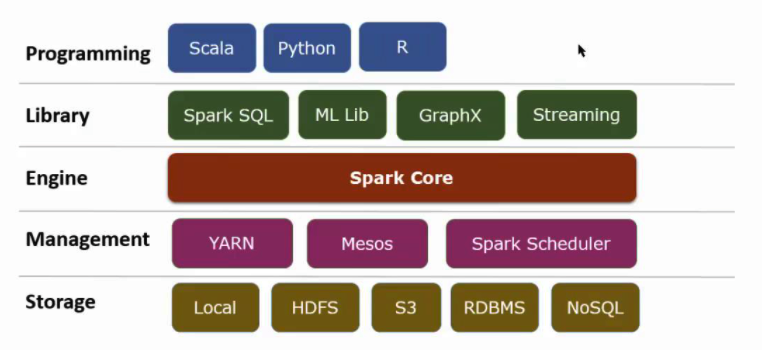 Programming Scala Python R
Library Spark SQL ML Lib GraphX Streaming
Engine Spark Core
Management YARN Mesos Spark Scheduler
Storage Local HDFS S3 RDBMS NoSQL